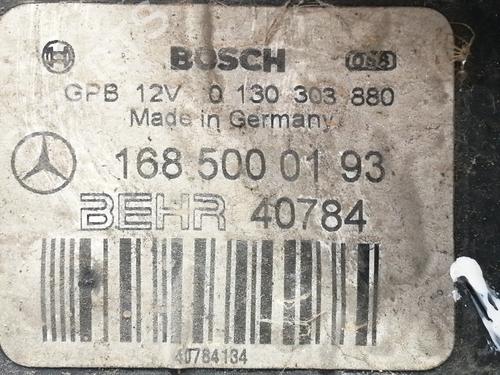 BOSCH
GPB 12V 0 130 303 880
Made in Germany
168 500 01 93
BEHR 40784
40784134